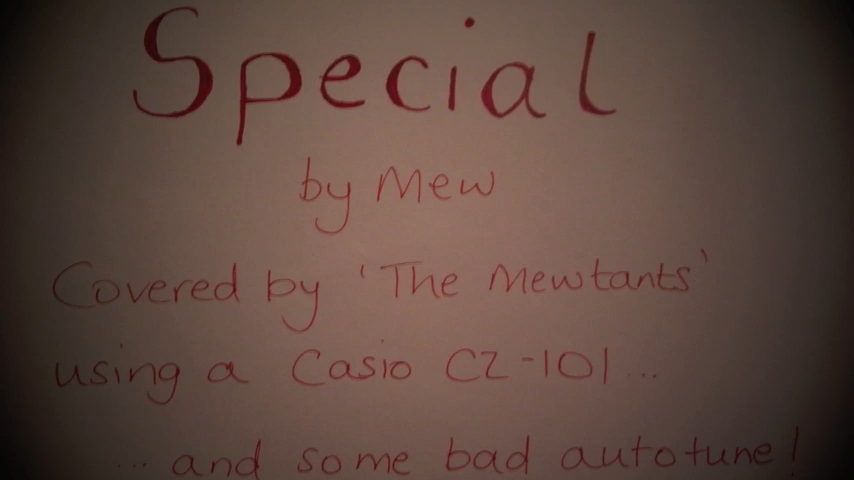 Special
by Mew
Covered by 'The Mewtants'
using a Casio CZ-101...
... and some bad autotune!